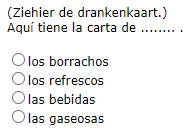 (Ziehier de drankenkaart.)
Aquí tiene la carta de ........ .
los borrachos
los refrescos
las bebidas
las gaseosas